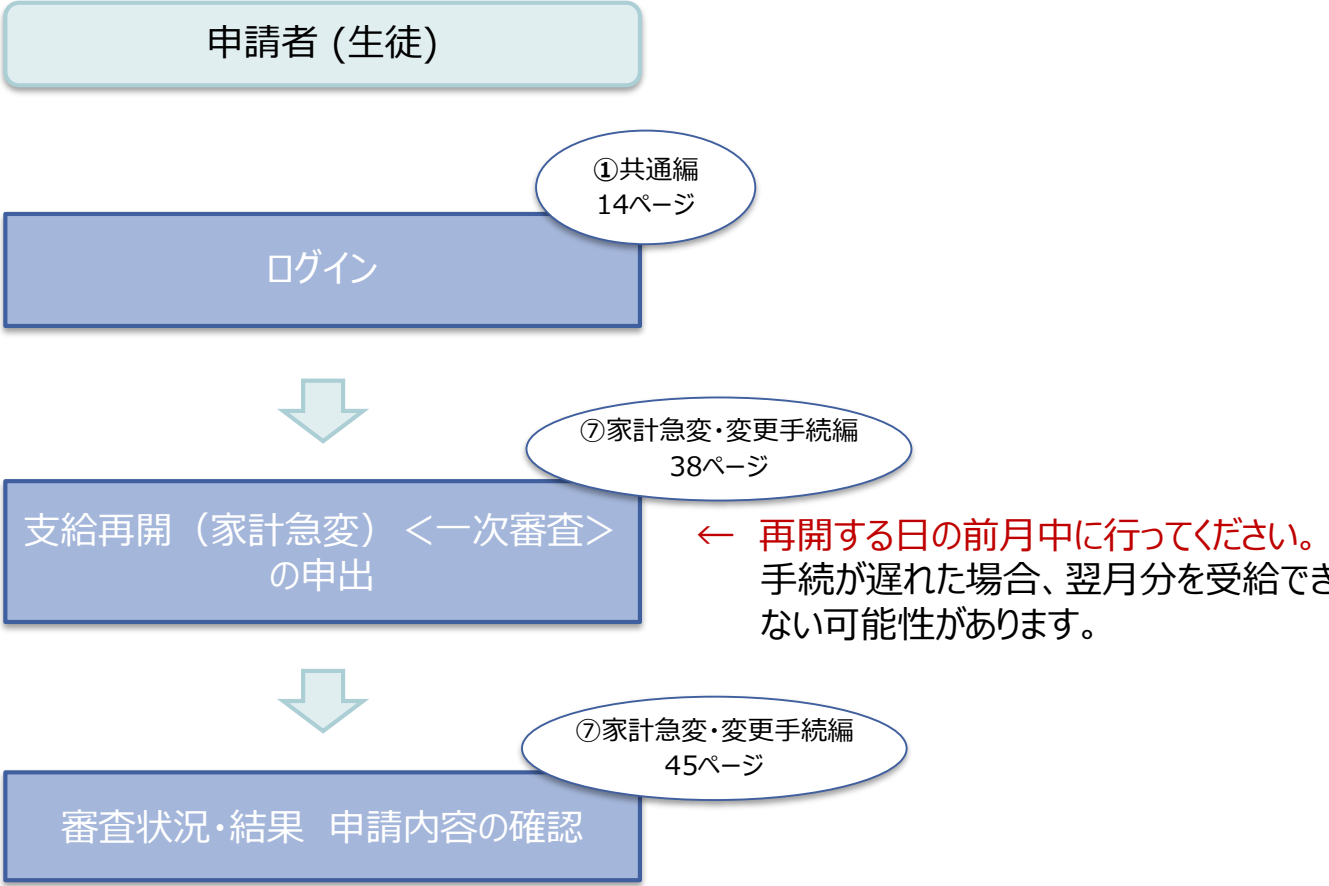 申請者 (生徒)
①共通編
14ページ
ログイン
⑦家計急変・変更手続編
38ページ
支給再開（家計急変）＜一次審査＞
の申出
← 再開する日の前月中に行ってください。
手続が遅れた場合、翌月分を受給でき
ない可能性があります。
⑦家計急変・変更手続編
45ページ
審査状況・結果　申請内容の確認